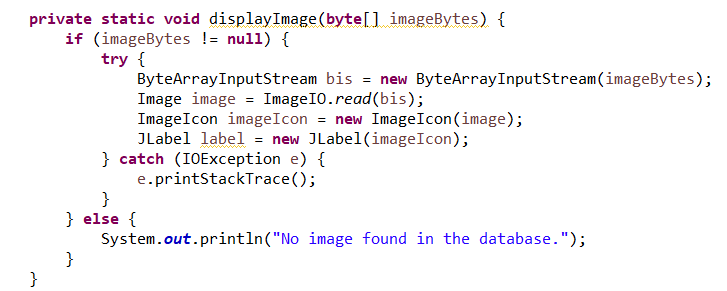 private static void displayImage(byte[] imageBytes) {
    if (imageBytes != null) {
        try {
            ByteArrayInputStream bis = new ByteArrayInputStream(imageBytes);
            Image image = ImageIO.read(bis);
            ImageIcon imageIcon = new ImageIcon(image);
            JLabel label = new JLabel(imageIcon);
        } catch (IOException e) {
            e.printStackTrace();
        }
    } else {
        System.out.println("No image found in the database.");
    }
}